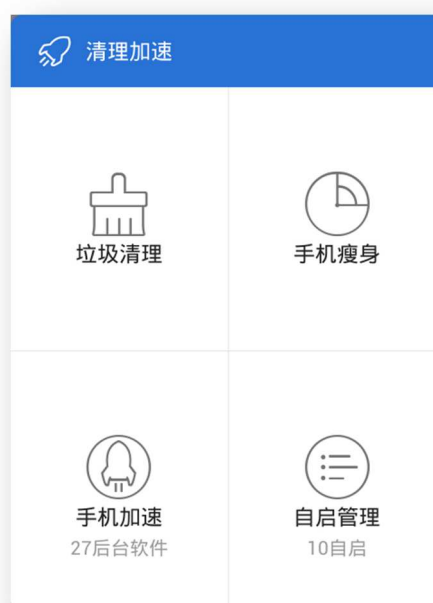 清理加速
垃圾清理
手机瘦身
手机加速
27后台软件
自启管理
10自启